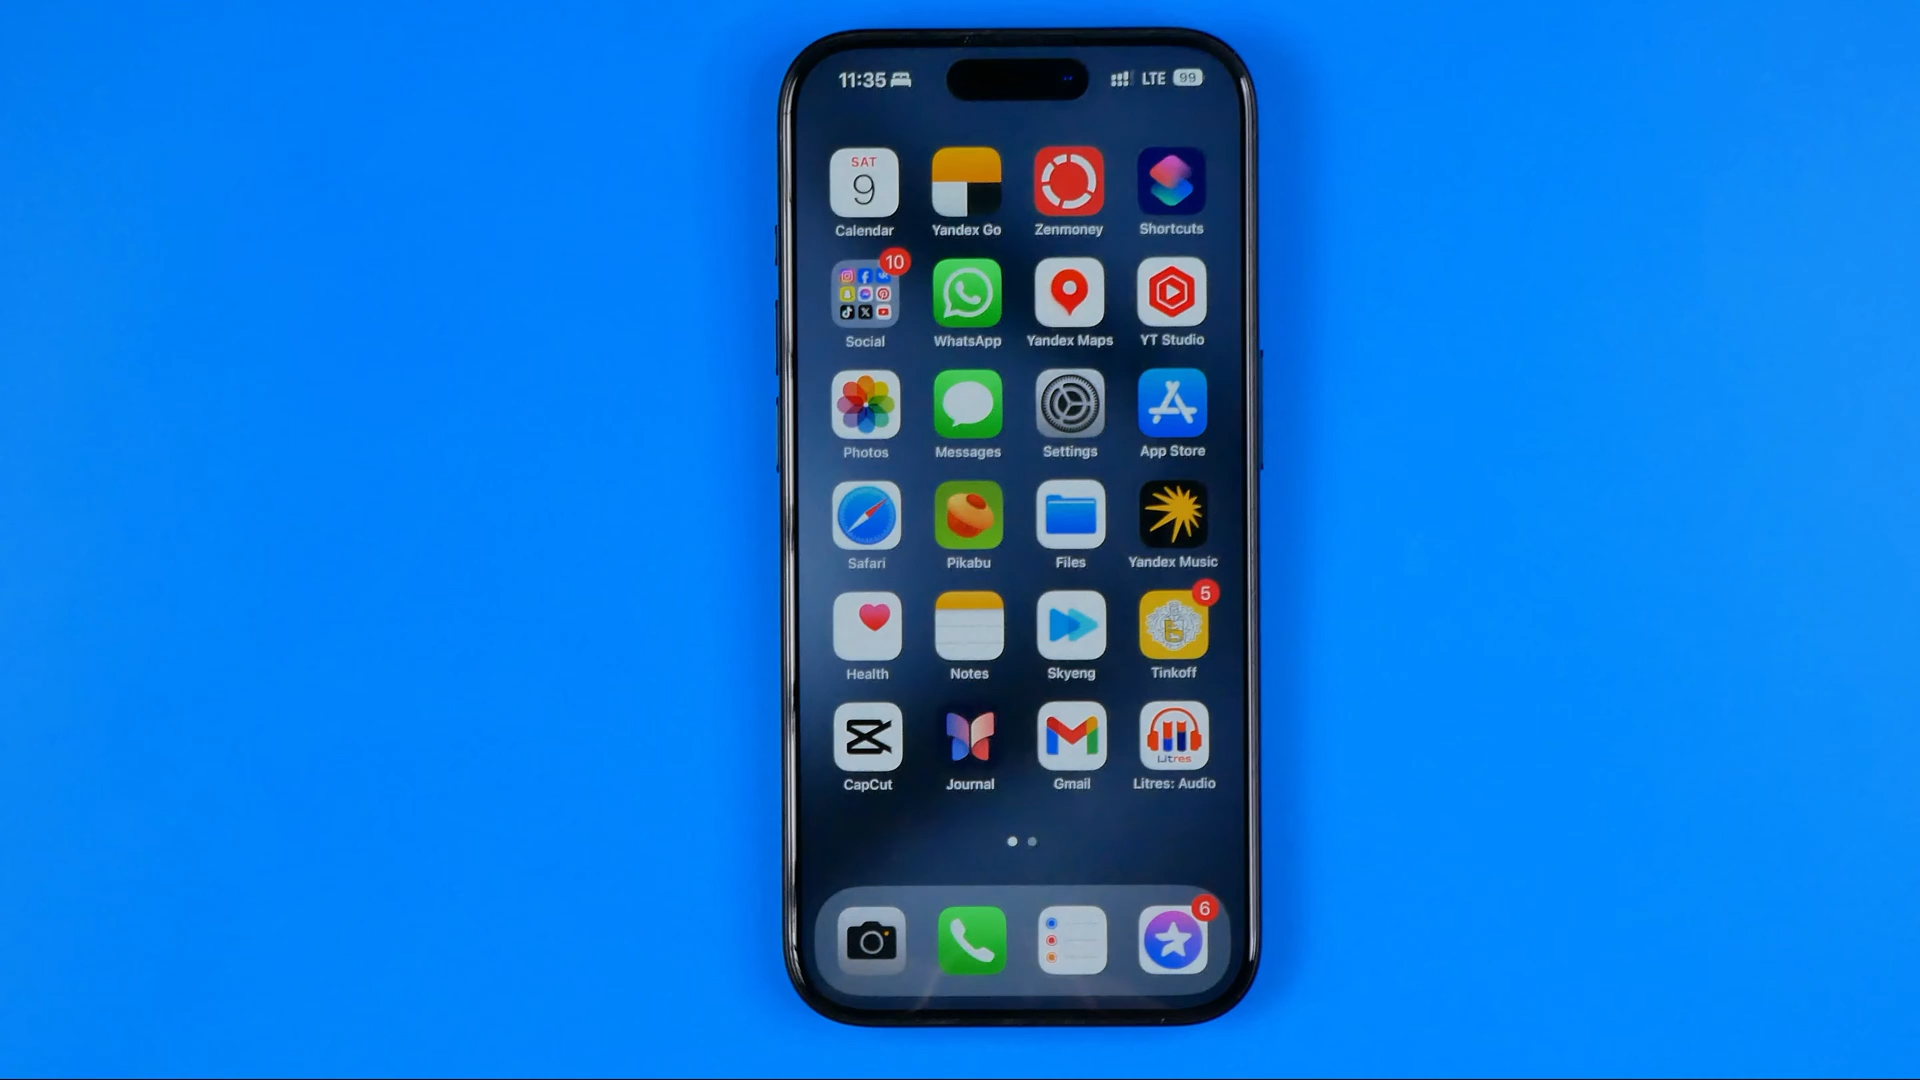 11:35 LTE 99
SAT
9
Calendar Yandex Go Zenmoney Shortcuts
10
Social WhatsApp Yandex Maps YT Studio
Photos Messages Settings App Store
Safari Pikabu Files Yandex Music
5
Health Notes Skyeng Tinkoff
Litres
CapCut Journal Gmail Litres: Audio
6